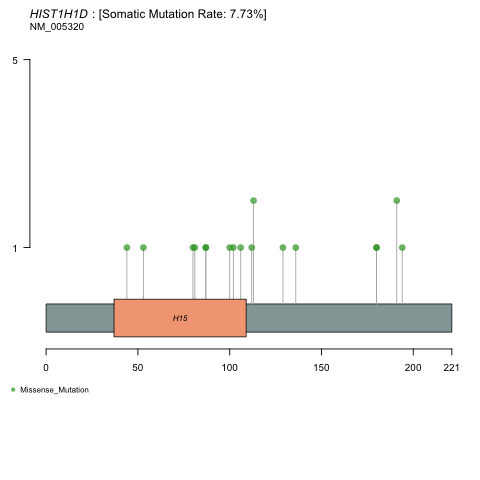 HIST1H1D : [Somatic Mutation Rate: 7.73%]
NM_005320
5
1
H15
0 50 100 150 200 221
Missense_Mutation